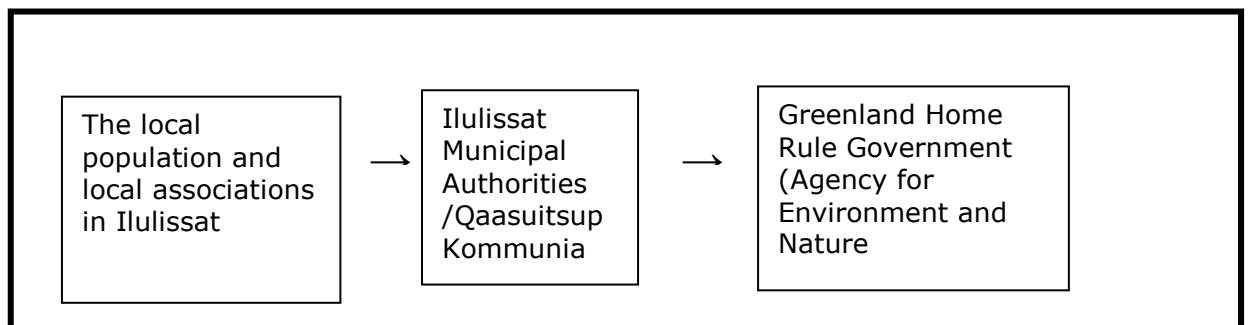 The local
population and
local associations
in Ilulissat
→
Ilulissat
Municipal
Authorities
/Qaasuitsup
Kommunia
→
Greenland Home
Rule Government
(Agency for
Environment and
Nature